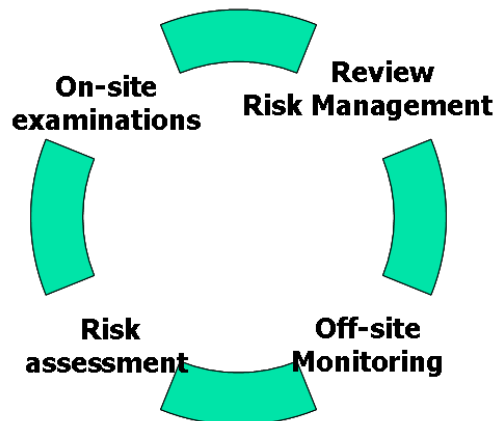 On-site
examinations
Review
Risk Management
Risk
assessment
Off-site
Monitoring